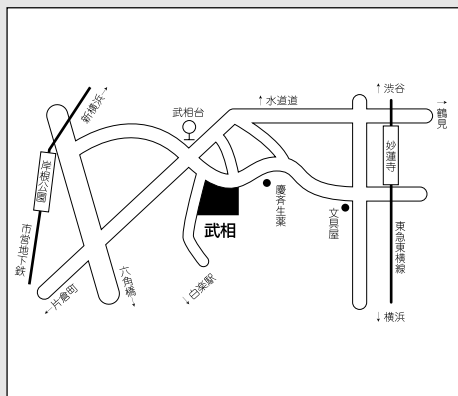 新横浜→
武相台
↑水道道
↑渋谷
→鶴見
岸根公園
妙蓮寺
慶斉生薬
文具屋
武相
市営地下鉄
東急東横線
←片倉町
六角橋→
←白楽駅
↓横浜